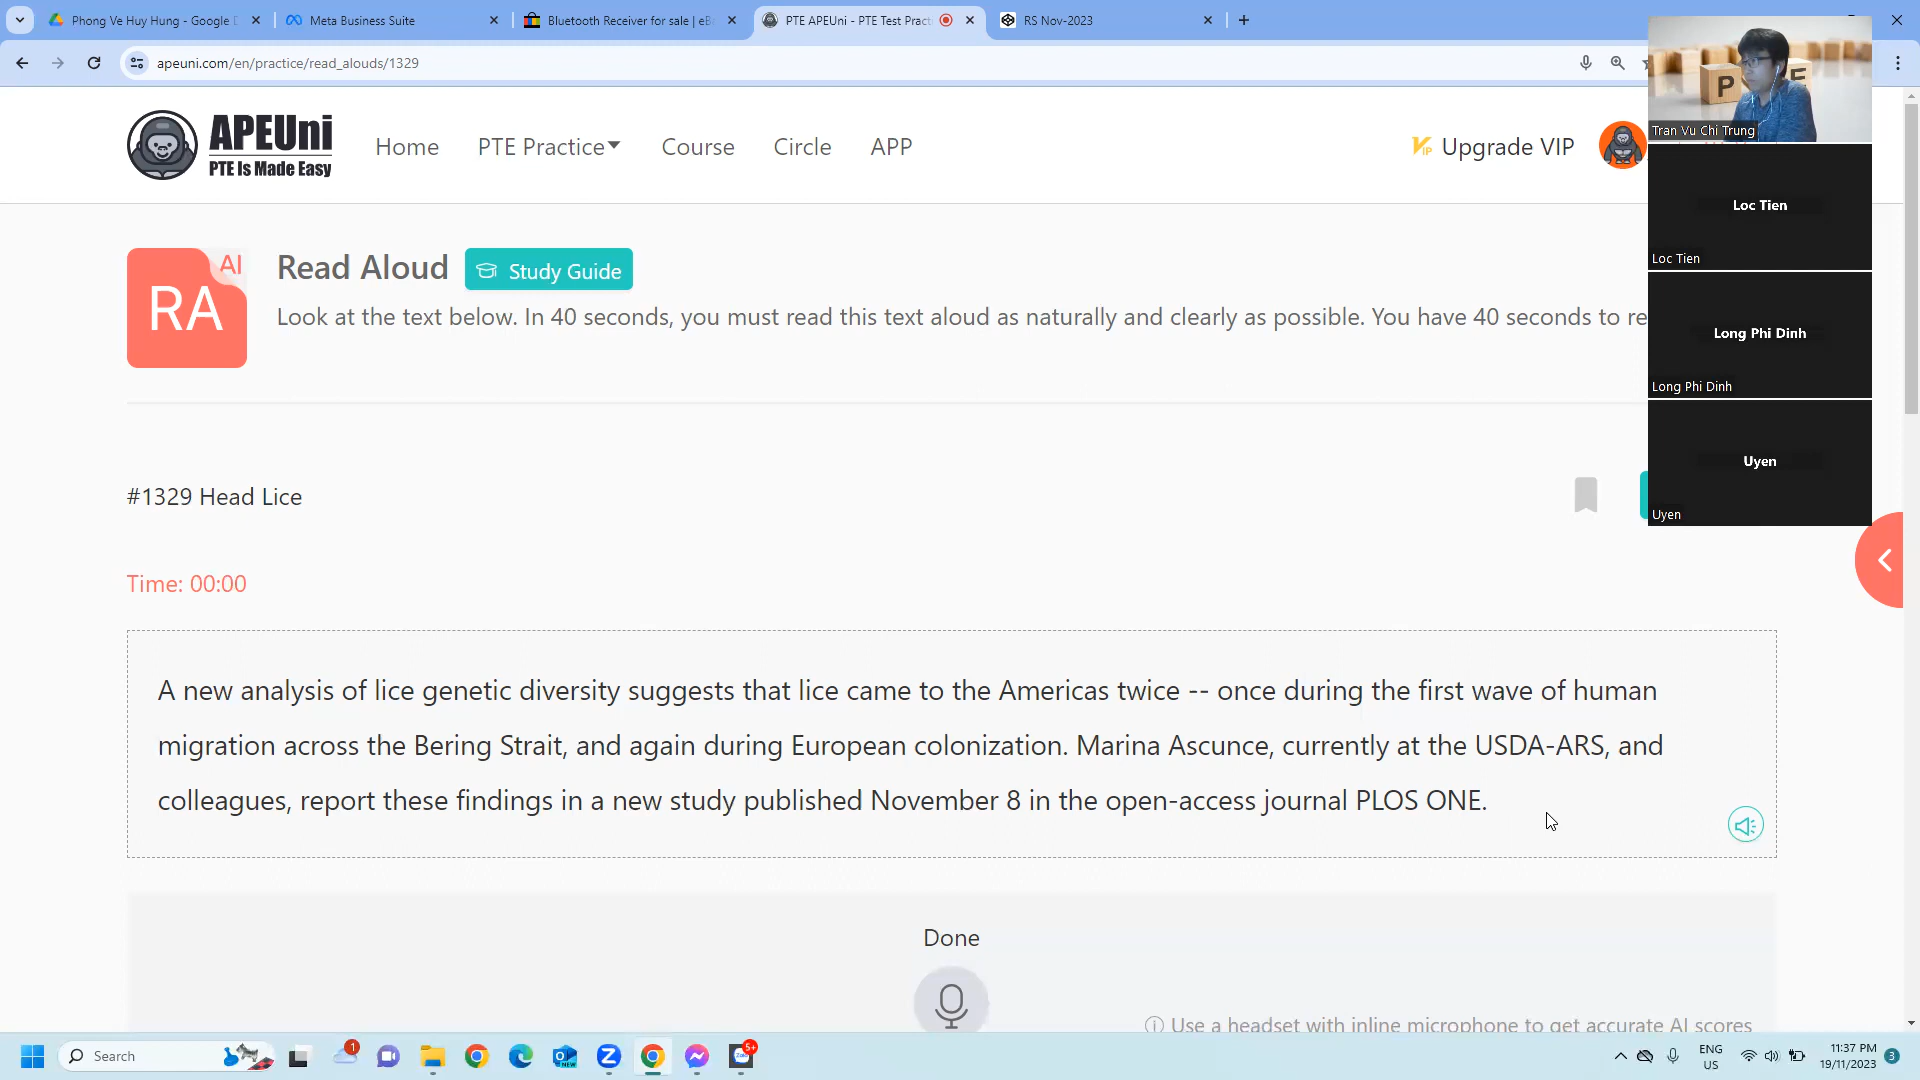 Phong Ve Huy Hung - Google
Meta Business Suite
Bluetooth Receiver for sale | eB
PTE APEUni - PTE Test Pract
RS Nov-2023
apeuni.com/en/practice/read_alouds/1329
APEUni
PTE Is Made Easy
Home
PTE Practice
Course
Circle
APP
VIP
Upgrade VIP
P
E
Tran Vu Chi Trung
Loc Tien
Loc Tien
Long Phi Dinh
Long Phi Dinh
Uyen
Uyen
AI
RA
Read Aloud
Study Guide
Look at the text below. In 40 seconds, you must read this text aloud as naturally and clearly as possible. You have 40 seconds to re
#1329 Head Lice
Time: 00:00
A new analysis of lice genetic diversity suggests that lice came to the Americas twice -- once during the first wave of human
migration across the Bering Strait, and again during European colonization. Marina Ascunce, currently at the USDA-ARS, and
colleagues, report these findings in a new study published November 8 in the open-access journal PLOS ONE.
Done
Use a headset with inline microphone to get accurate AI scores
Search
1
NEW
5+
ENG
US
11:37 PM
19/11/2023
3